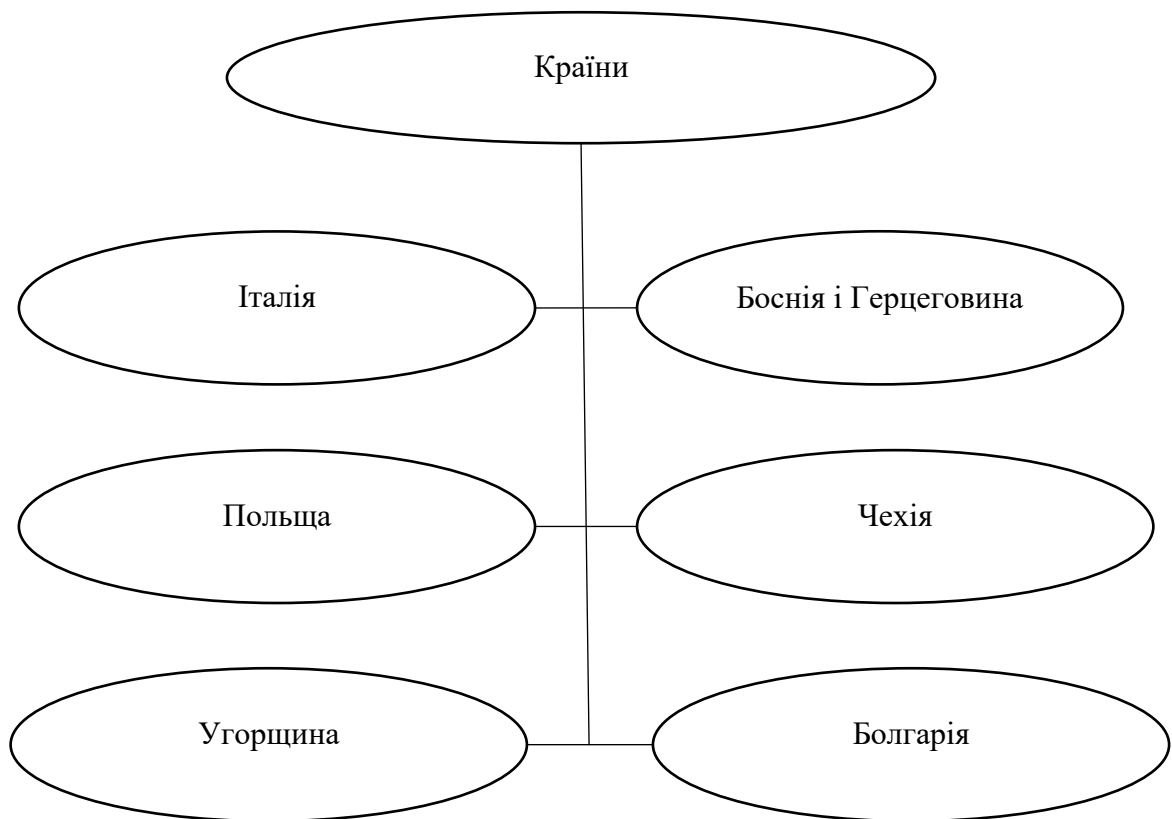 Країни
Італія
Боснія і Герцеговина
Польща
Чехія
Угорщина
Болгарія